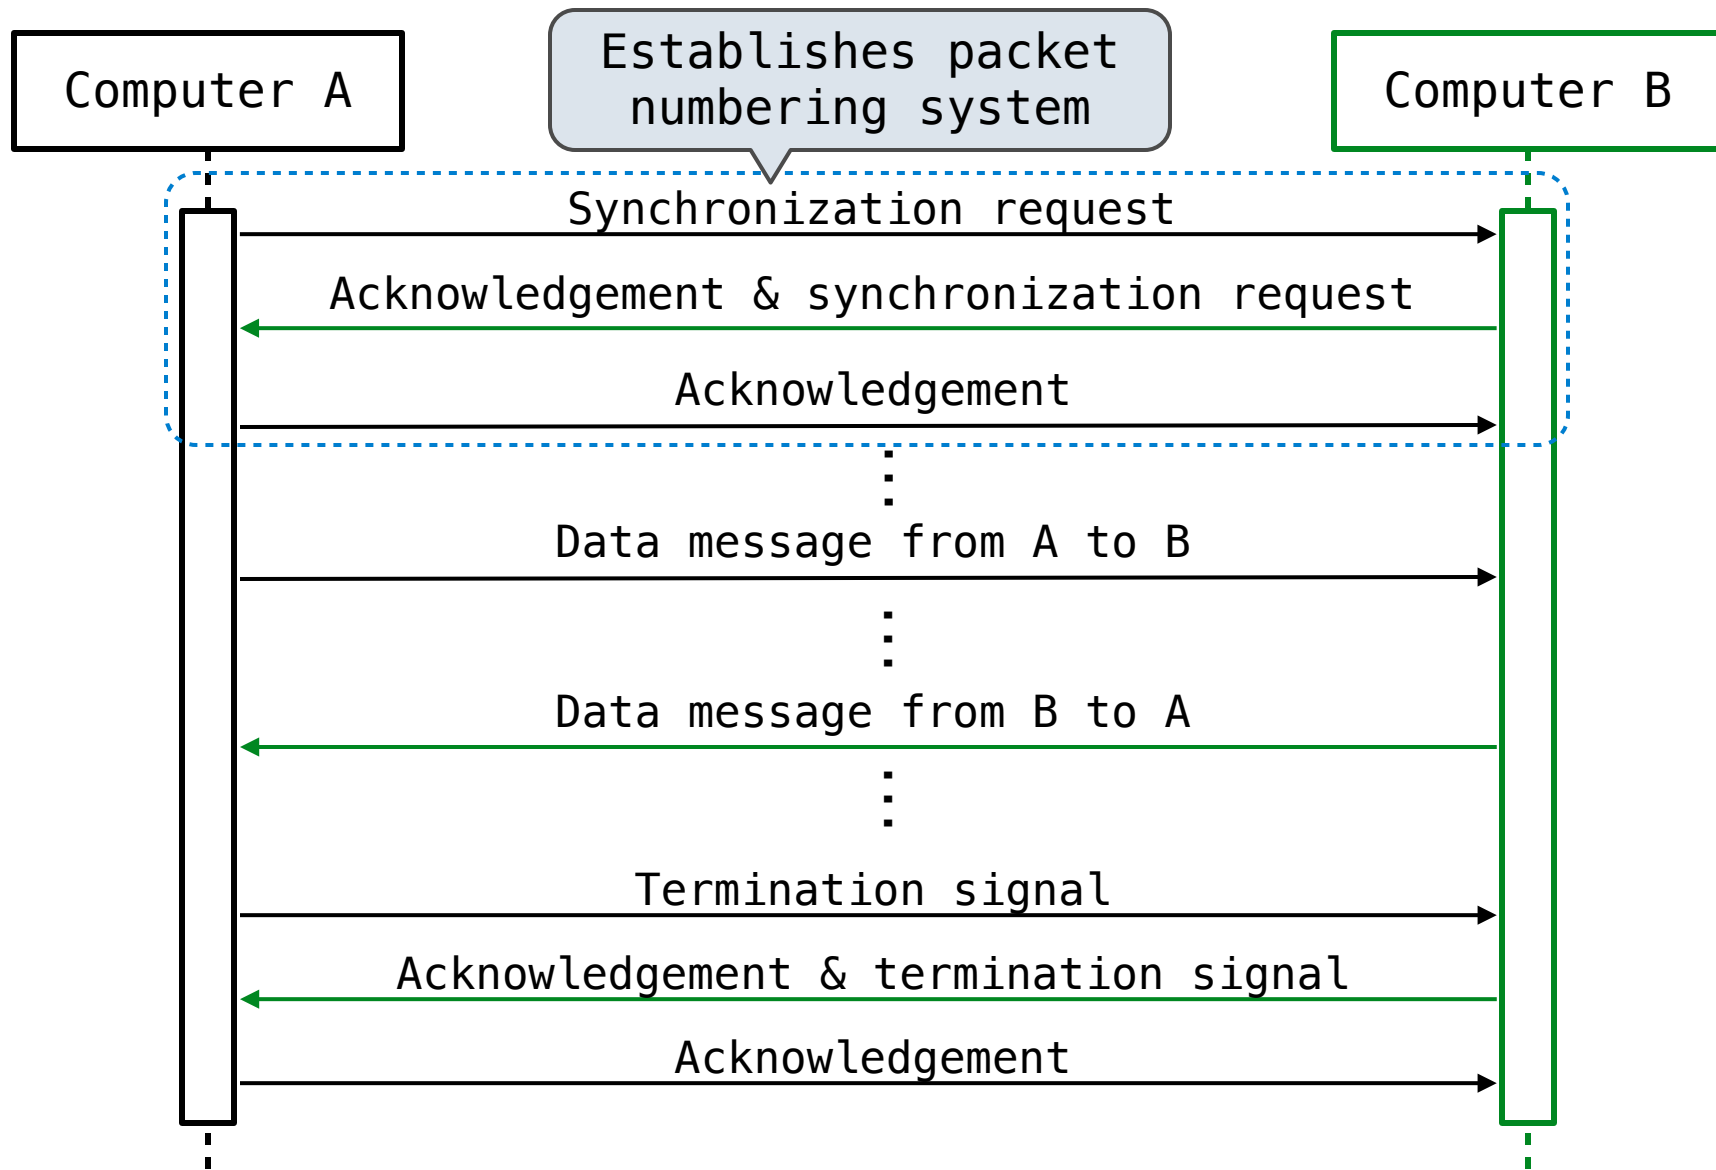 Computer A
Establishes packet
numbering system
Computer B
Synchronization request
Acknowledgement & synchronization request
Acknowledgement
Data message from A to B
Data message from B to A
Termination signal
Acknowledgement & termination signal
Acknowledgement